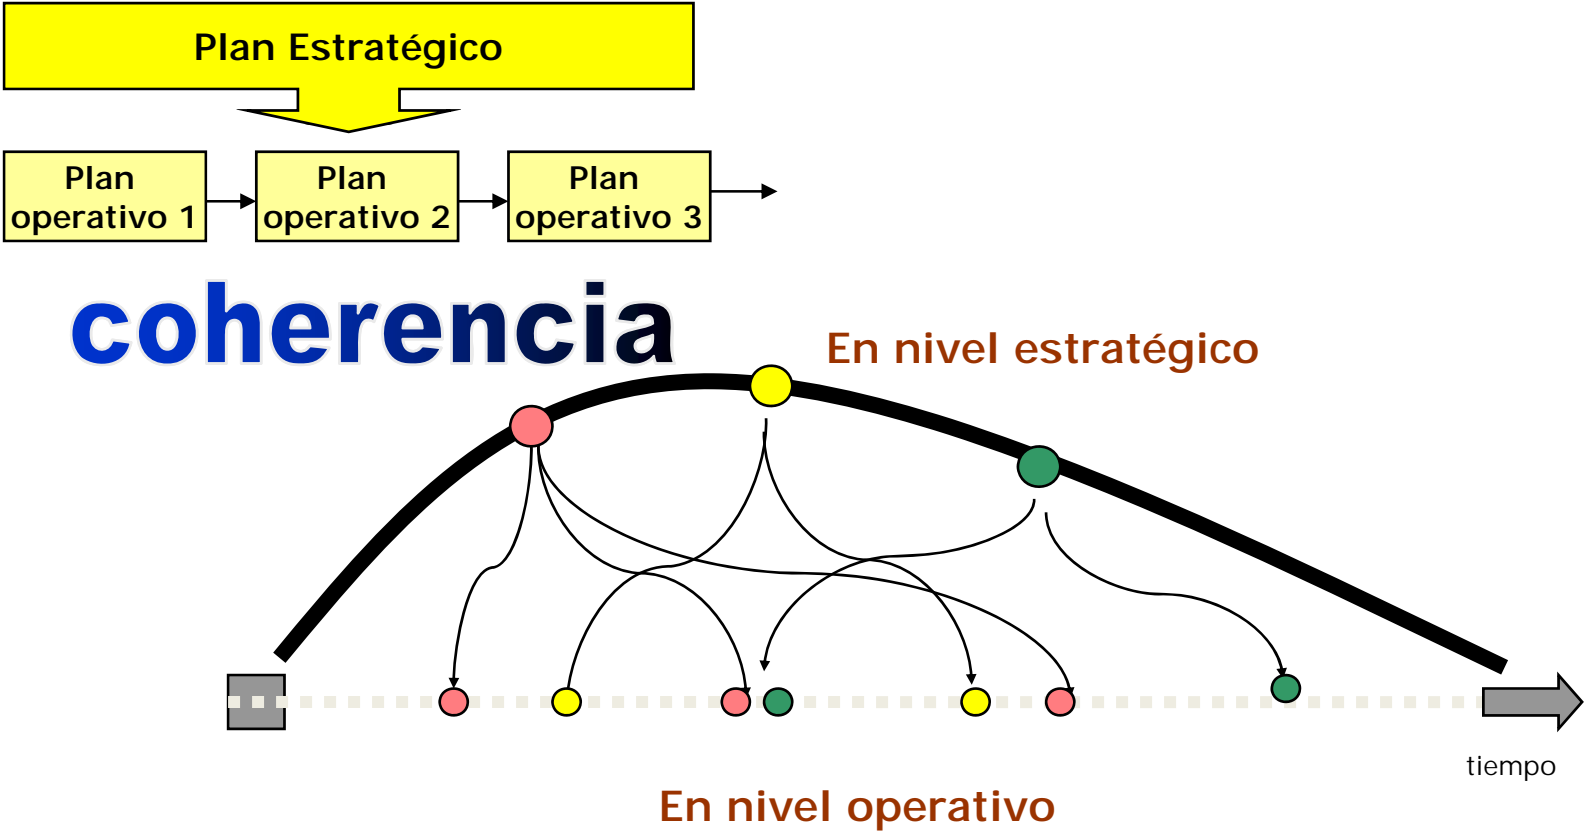 Plan Estratégico
Plan
operativo 1
Plan
operativo 2
Plan
operativo 3
coherencia
En nivel estratégico
tiempo
En nivel operativo